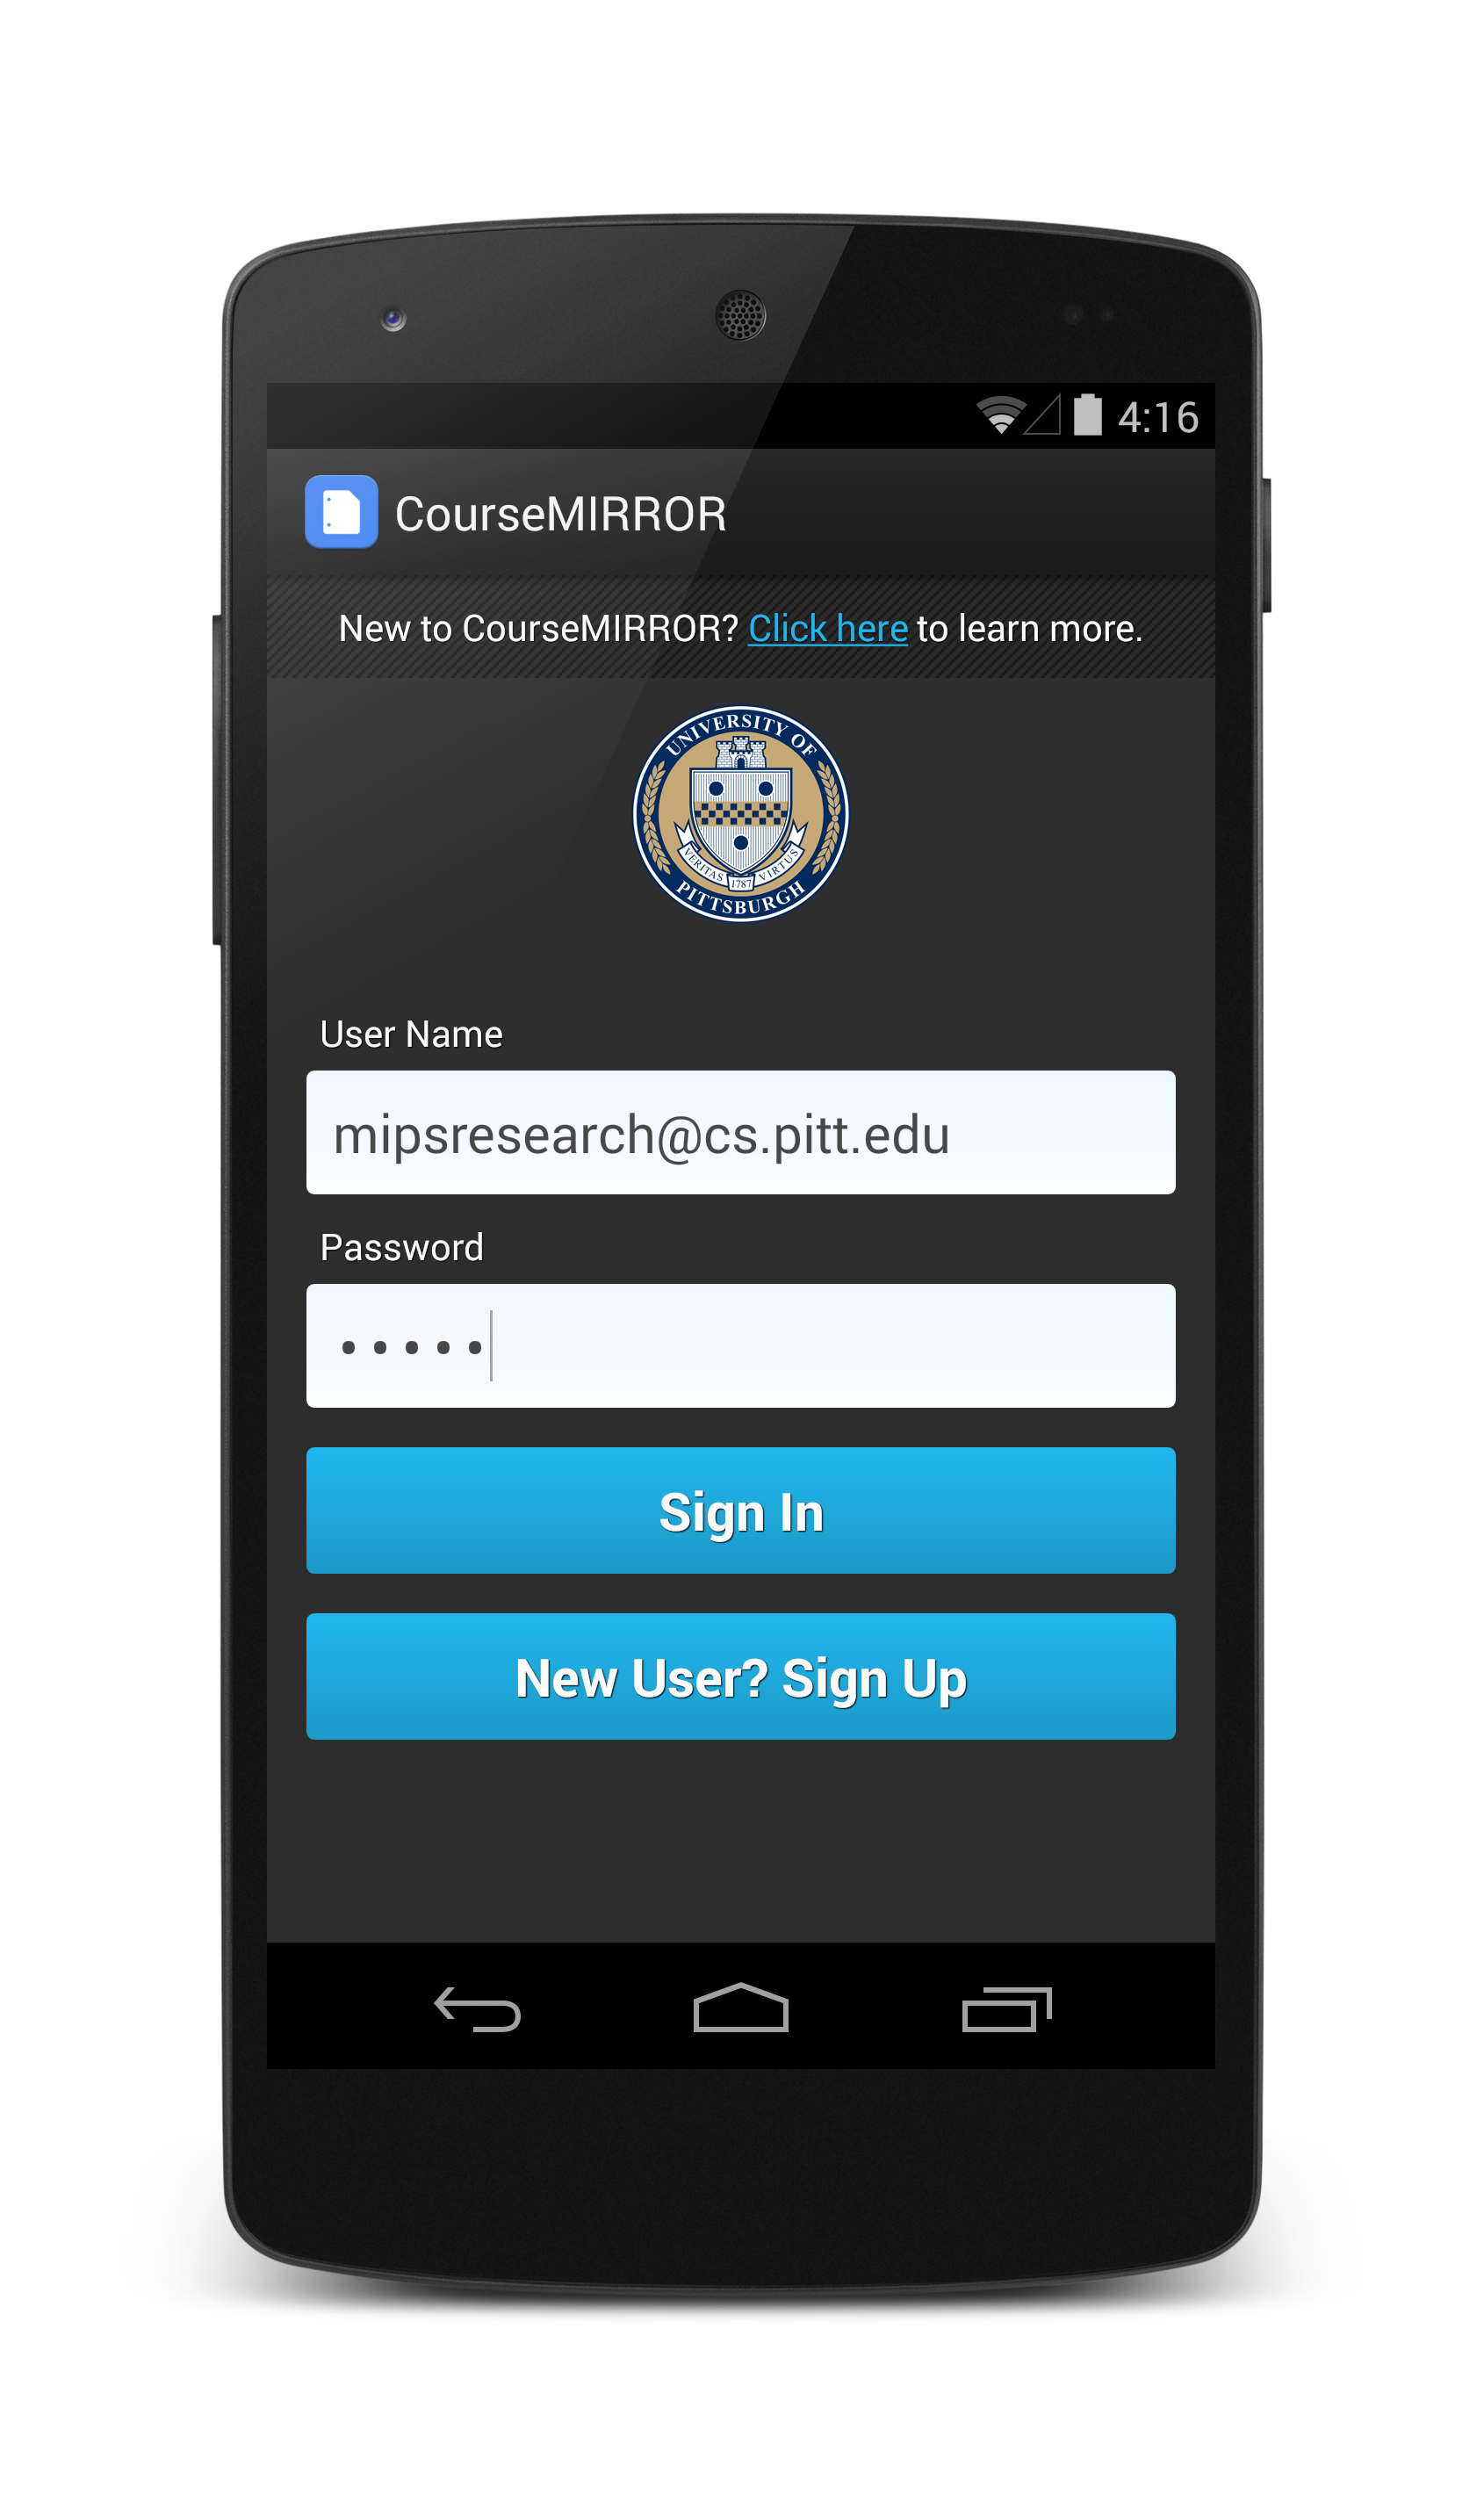 4:16
CourseMIRROR
New to CourseMIRROR? Click here to learn more.
UNIVERSITY OF
VERITAS 1787 VIRTUS
PITTSBURGH
User Name
mipsresearch@cs.pitt.edu
Password
•••••
Sign In
New User? Sign Up